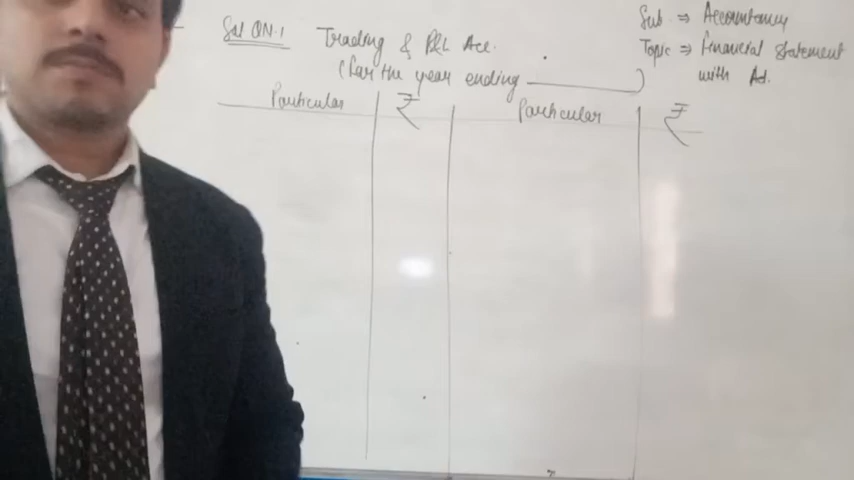 Sol QN.1 Trading & P&L Acc.
(For the year ending ________)
Sub ⇒ Accountancy
Topic ⇒ Financial Statement
with Ad.
Particular ₹ Particular ₹